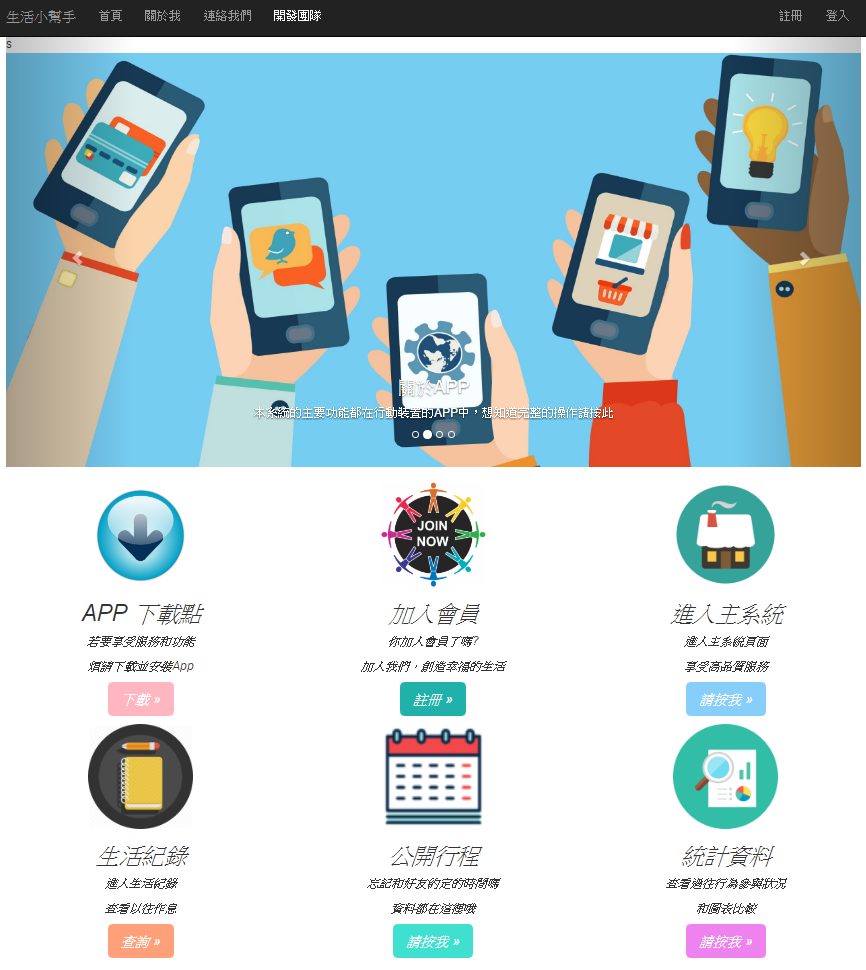 生活小幫手 首頁 關於我 連絡我們 開發團隊 註冊 登入
s
關於APP
本系統的主要功能都在行動裝置的APP中，想知道完整的操作請按此
JOIN
NOW
APP 下載點
若要享受服務和功能
煩請下載並安裝App
下載 »
加入會員
你加入會員了嗎?
加入我們，創造幸福的生活
註冊 »
進入主系統
進入主系統頁面
享受高品質服務
請按我 »
生活紀錄
進入生活紀錄
查看以往作息
查詢 »
公開行程
忘記和好友約定的時間嗎
資料都在這裡哦
請按我 »
統計資料
查看過往行為參與狀況
和圖表比較
請按我 »